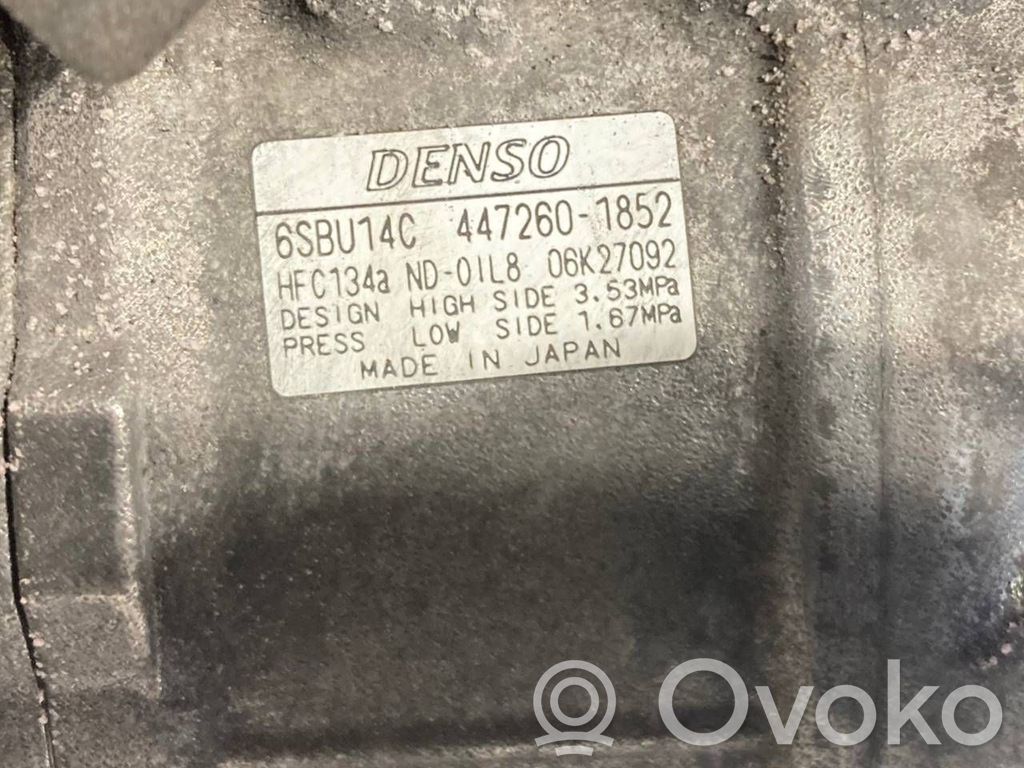 DENSO
6SBU14C 447260-1852
HFC134a ND-OIL8 06K27092
DESIGN HIGH SIDE 3.53MPa
PRESS LOW SIDE 1.67MPa
MADE IN JAPAN
Ovoko